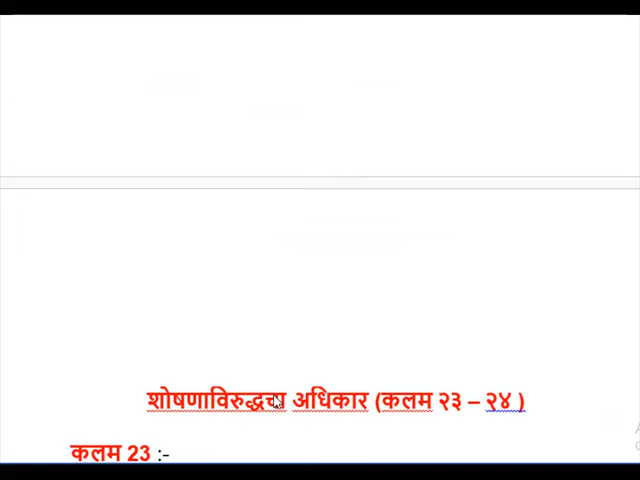 शोषणाविरुद्धचा अधिकार (कलम २३ – २४ )
कलम 23 :-